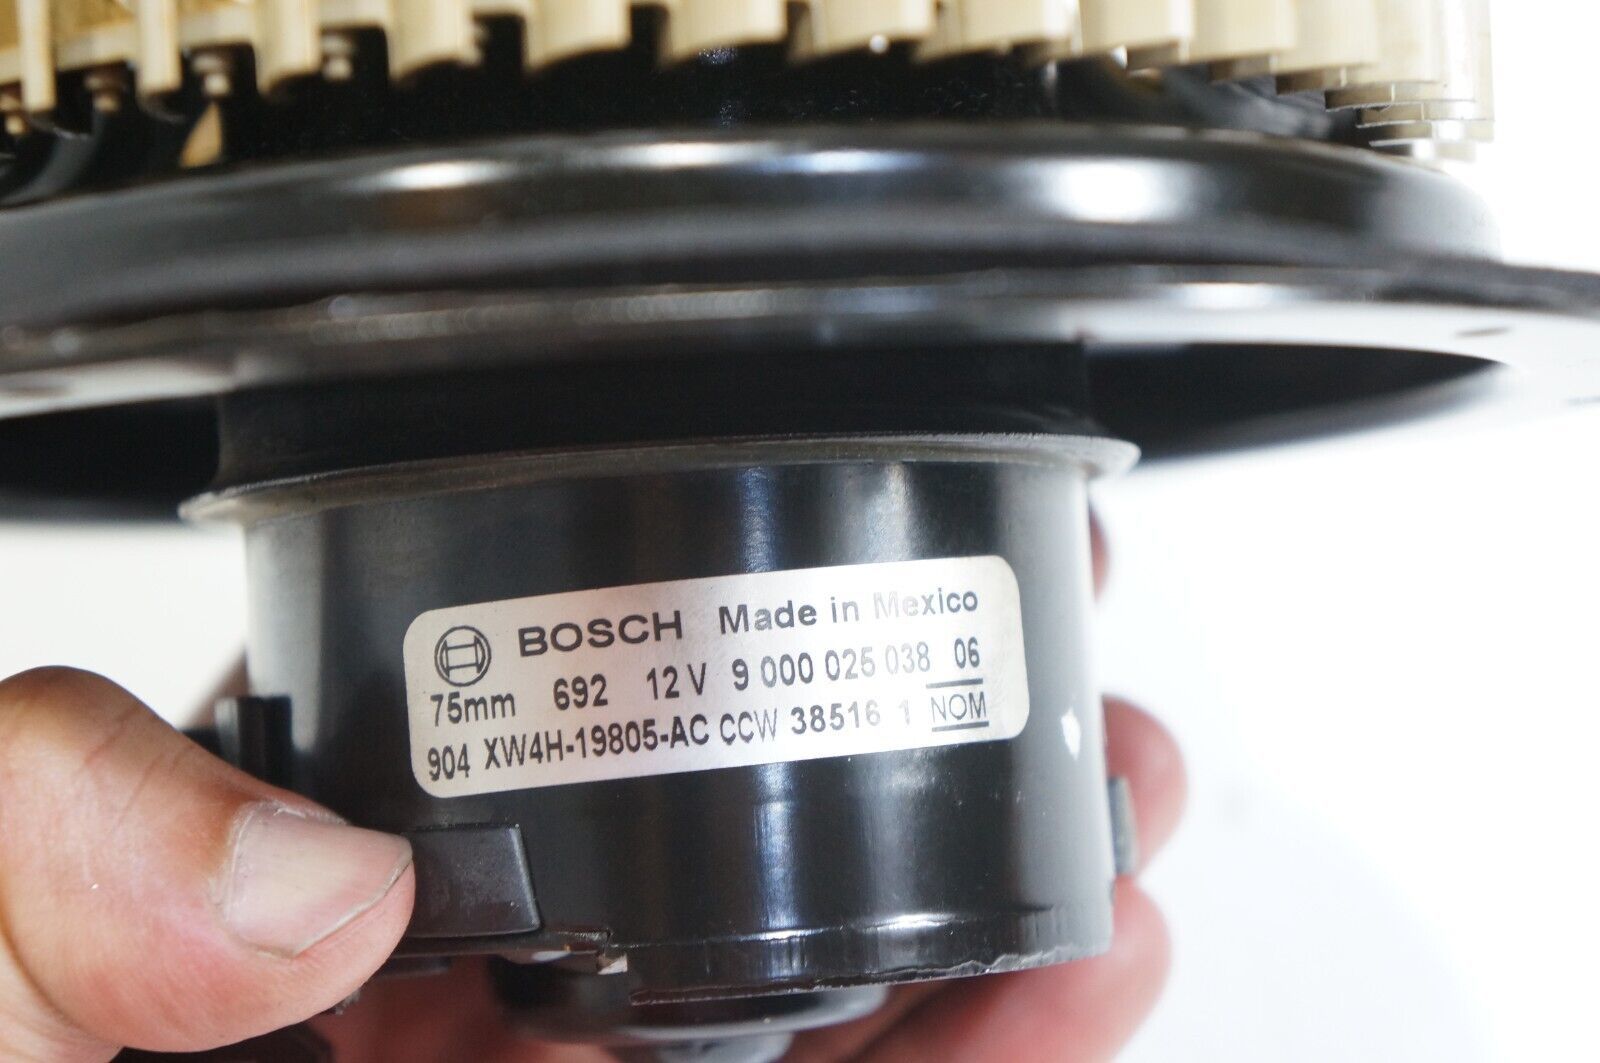 BOSCH Made in Mexico
75mm 692 12V 9 000 025 038 06
904 XW4H-19805-AC CCW 38516 1 NOM